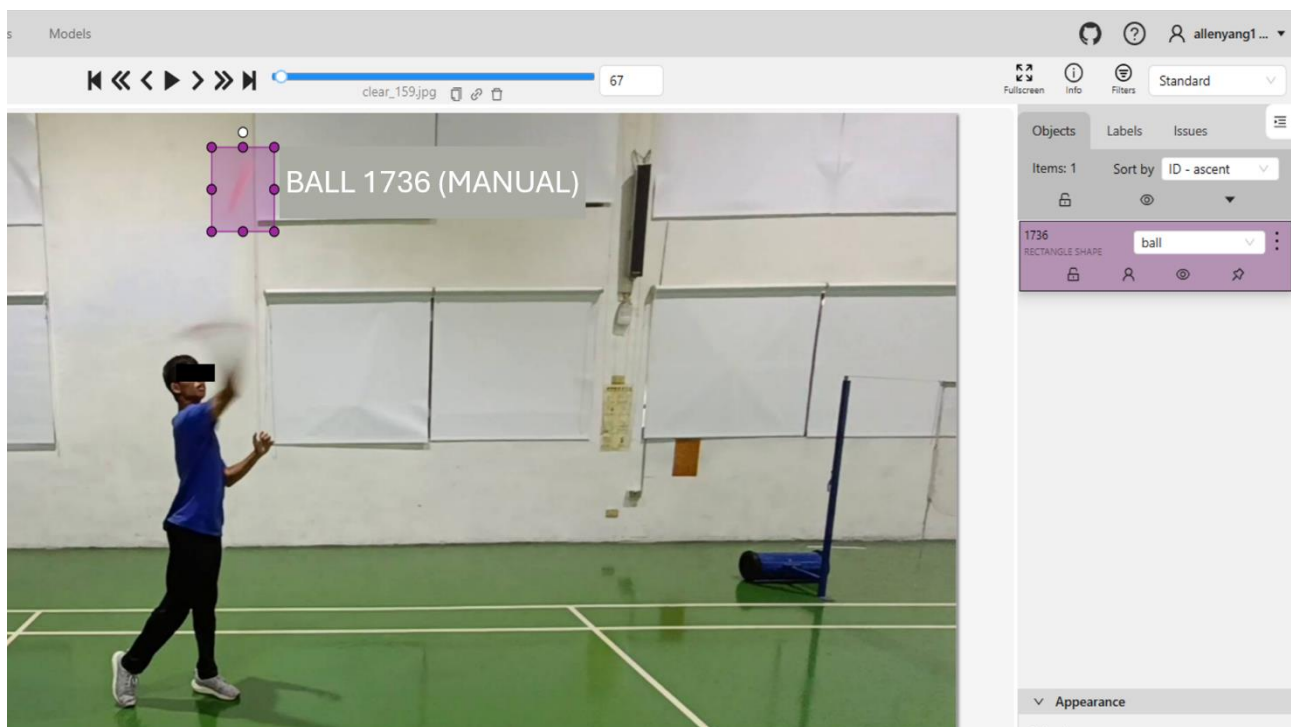 s Models allenyang1 ...
clear_159.jpg 67 Fullscreen Info Filters Standard
BALL 1736 (MANUAL)
Objects Labels Issues
Items: 1 Sort by ID - ascent
1736 ball
RECTANGLE SHAPE
Appearance